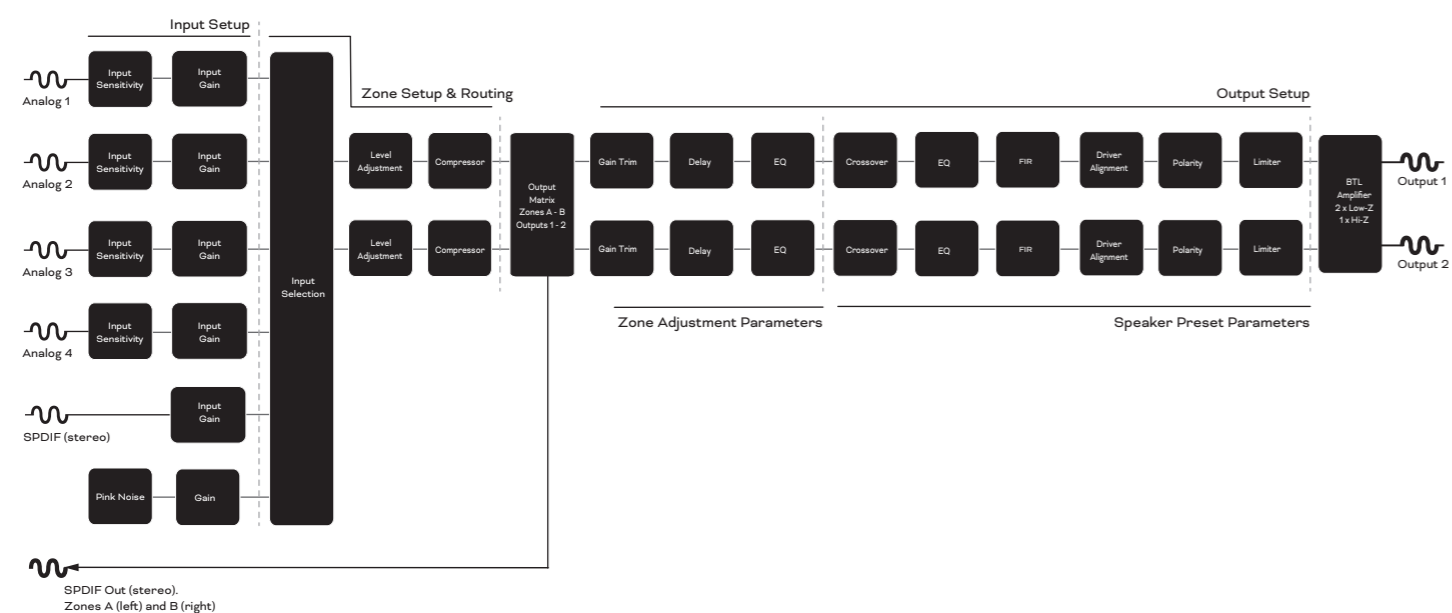 Input Setup
Zone Setup & Routing
Output Setup
Analog 1
Input
Sensitivity
Input
Gain
Analog 2
Input
Sensitivity
Input
Gain
Analog 3
Input
Sensitivity
Input
Gain
Analog 4
Input
Sensitivity
Input
Gain
SPDIF (stereo)
Input
Gain
Pink Noise
Gain
Input
Selection
Level
Adjustment
Compressor
Level
Adjustment
Compressor
Output
Matrix
Zones A - B
Outputs 1 - 2
Gain Trim
Delay
EQ
Crossover
EQ
FIR
Driver
Alignment
Polarity
Limiter
Gain Trim
Delay
EQ
Crossover
EQ
FIR
Driver
Alignment
Polarity
Limiter
BTL
Amplifier
2 x Low-Z
1 x Hi-Z
Output 1
Output 2
Zone Adjustment Parameters
Speaker Preset Parameters
SPDIF Out (stereo).
Zones A (left) and B (right)